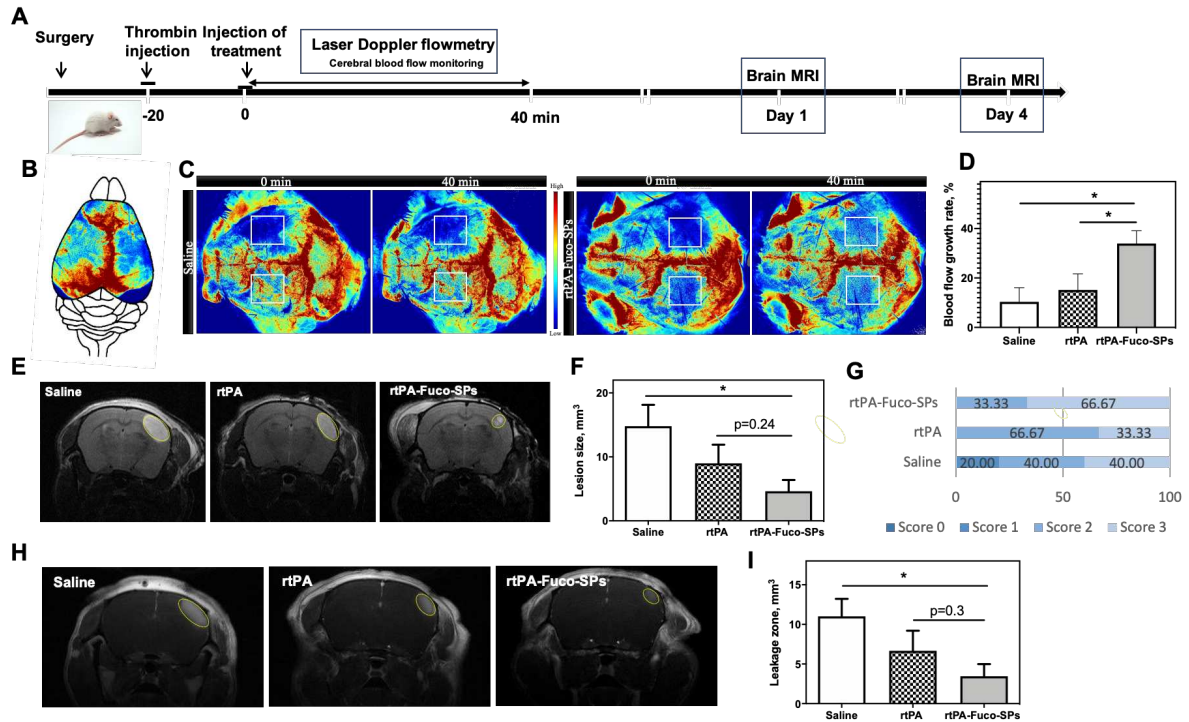 A
Surgery
Thrombin
injection
Injection of
treatment
Laser Doppler flowmetry
Cerebral blood flow monitoring
Brain MRI
Brain MRI
-20
0
40 min
Day 1
Day 4
B
C
0 min
40 min
Saline
High
Low
0 min
40 min
rtPA-Fuco-SPs
D
Blood flow growth rate, %
40
20
0
*
*
Saline
rtPA
rtPA-Fuco-SPs
E
Saline
rtPA
rtPA-Fuco-SPs
F
Lesion size, mm3
20
10
0
*
p=0.24
Saline
rtPA
rtPA-Fuco-SPs
G
rtPA-Fuco-SPs
33.33
66.67
rtPA
66.67
33.33
Saline
20.00
40.00
40.00
0
50
100
Score 0
Score 1
Score 2
Score 3
H
Saline
rtPA
rtPA-Fuco-SPs
I
Leakage zone, mm3
15
10
5
0
*
p=0.3
Saline
rtPA
rtPA-Fuco-SPs